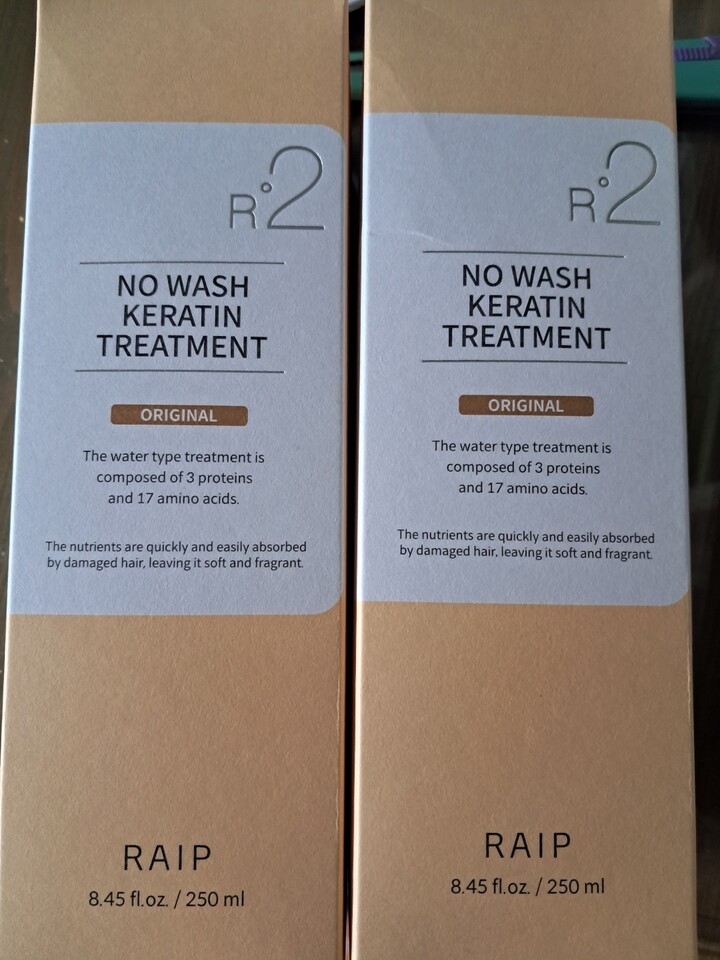 R°2
NO WASH
KERATIN
TREATMENT
ORIGINAL
The water type treatment is
composed of 3 proteins
and 17 amino acids.
The nutrients are quickly and easily absorbed
by damaged hair, leaving it soft and fragrant.
RAIP
8.45 fl.oz. / 250 ml
R°2
NO WASH
KERATIN
TREATMENT
ORIGINAL
The water type treatment is
composed of 3 proteins
and 17 amino acids.
The nutrients are quickly and easily absorbed
by damaged hair, leaving it soft and fragrant.
RAIP
8.45 fl.oz. / 250 ml